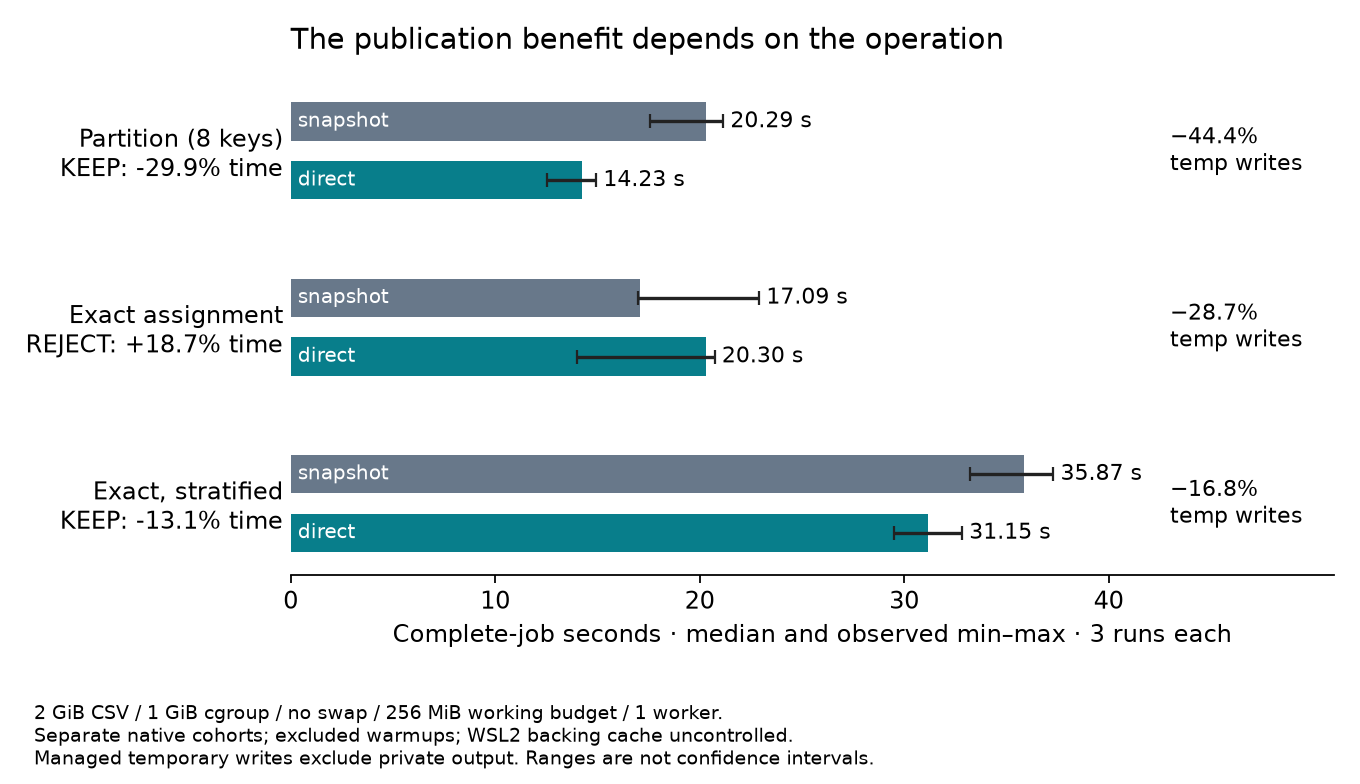 The publication benefit depends on the operation
Partition (8 keys)
KEEP: -29.9% time
snapshot
20.29 s
direct
14.23 s
−44.4%
temp writes
Exact assignment
REJECT: +18.7% time
snapshot
17.09 s
direct
20.30 s
−28.7%
temp writes
Exact, stratified
KEEP: -13.1% time
snapshot
35.87 s
direct
31.15 s
−16.8%
temp writes
0 10 20 30 40
Complete-job seconds · median and observed min–max · 3 runs each
2 GiB CSV / 1 GiB cgroup / no swap / 256 MiB working budget / 1 worker.
Separate native cohorts; excluded warmups; WSL2 backing cache uncontrolled.
Managed temporary writes exclude private output. Ranges are not confidence intervals.